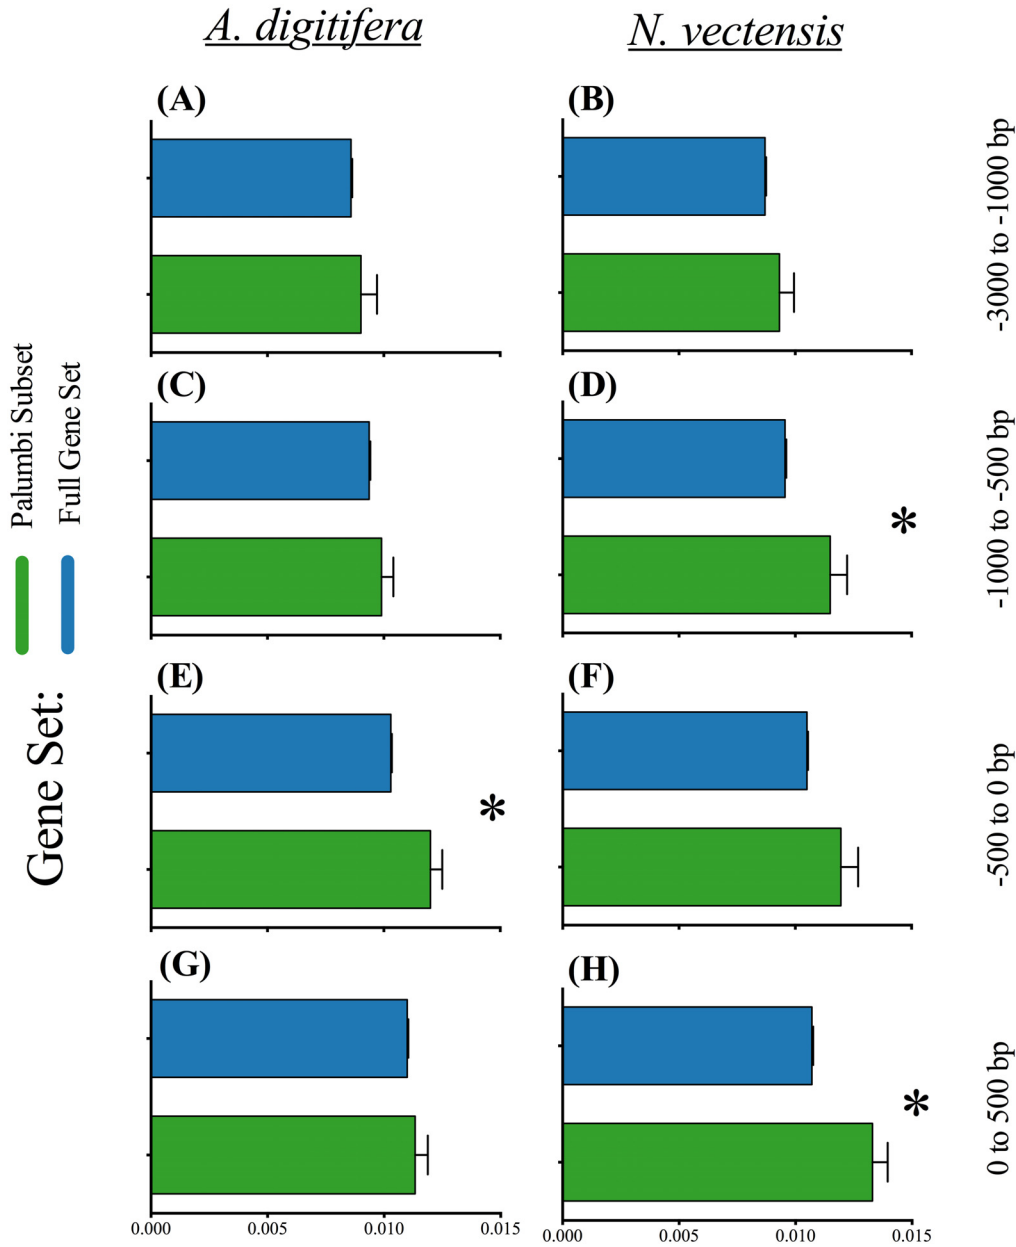 A. digitifera
N. vectensis
(A)
(B)
-3000 to -1000 bp
(C)
(D)
*
-1000 to -500 bp
(E)
*
(F)
-500 to 0 bp
(G)
(H)
*
0 to 500 bp
0.000 0.005 0.010 0.015
0.000 0.005 0.010 0.015
Gene Set:
Palumbi Subset
Full Gene Set